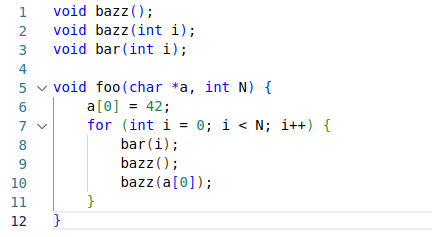 1 void bazz();
2 void bazz(int i);
3 void bar(int i);
4
5 void foo(char *a, int N) {
6     a[0] = 42;
7     for (int i = 0; i < N; i++) {
8         bar(i);
9         bazz();
10         bazz(a[0]);
11     }
12 }